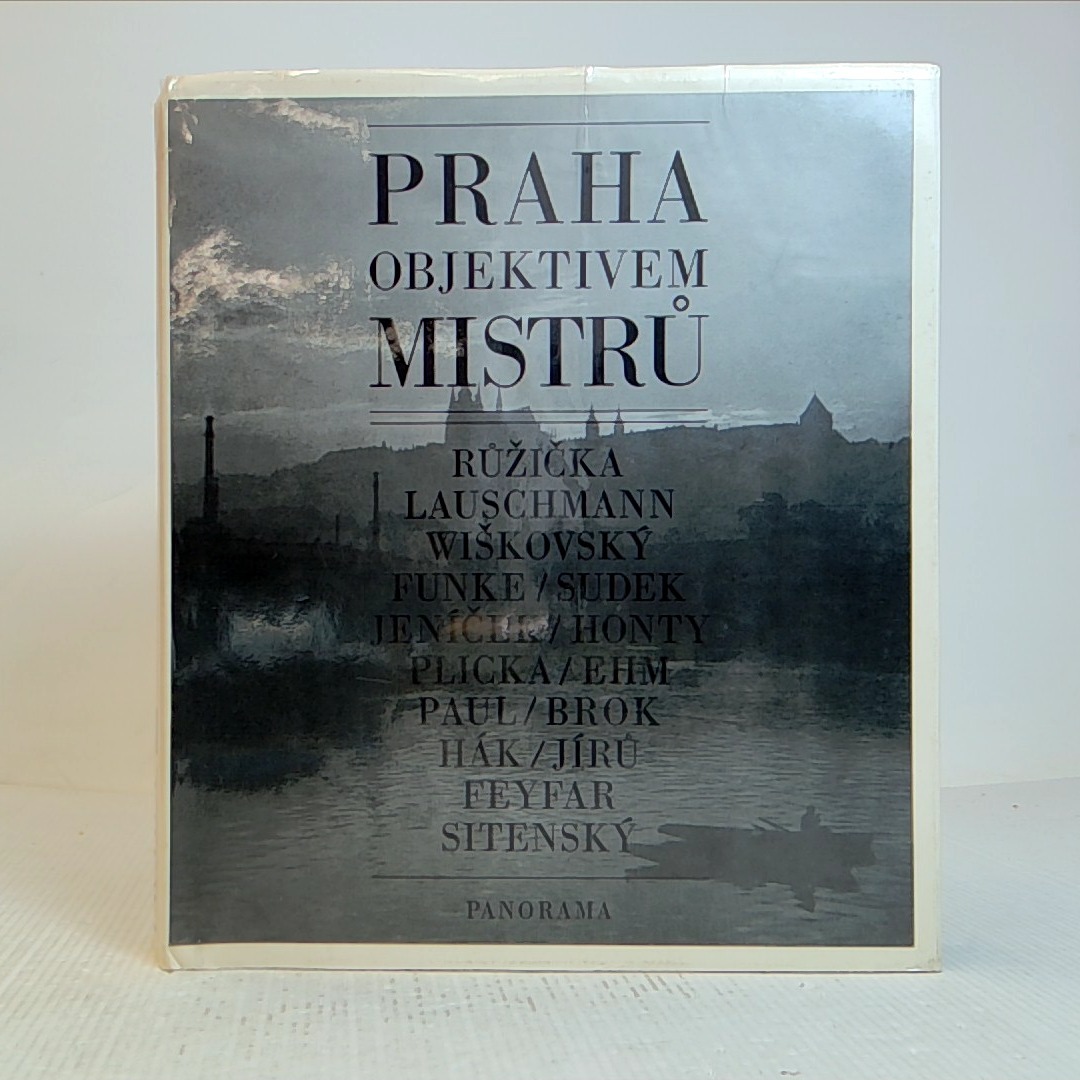 PRAHA
OBJEKTIVEM
MISTRŮ
RŮŽIČKA
LAUSCHMANN
WIŠKOVSKÝ
FUNKE / SUDEK
JENÍČEK / HONTY
PLICKA / EHM
PAUL / BROK
HÁK / JÍRŮ
FEYFAR
SITENSKÝ
PANORAMA